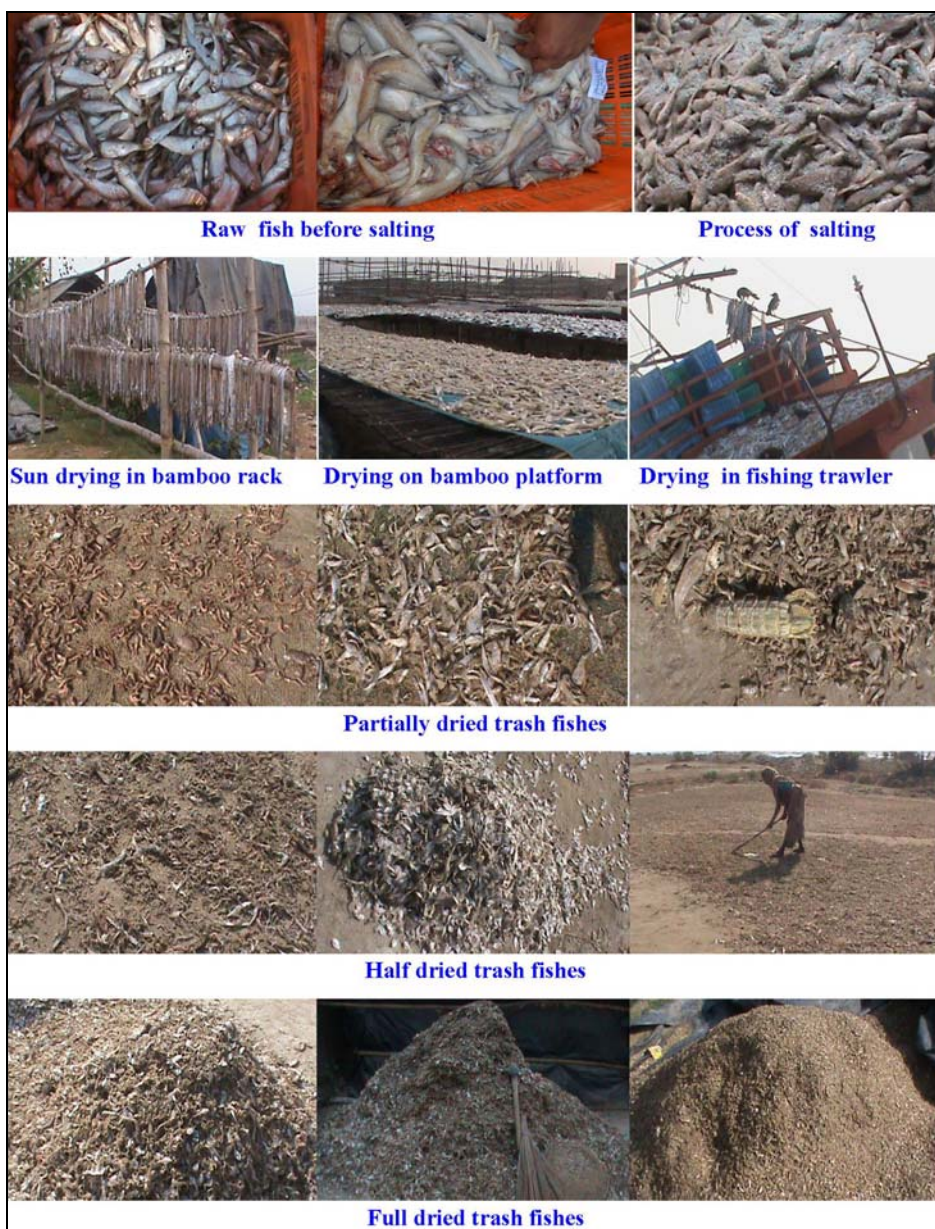 Raw fish before salting
Process of salting
Sun drying in bamboo rack
Drying on bamboo platform
Drying in fishing trawler
Partially dried trash fishes
Half dried trash fishes
Full dried trash fishes